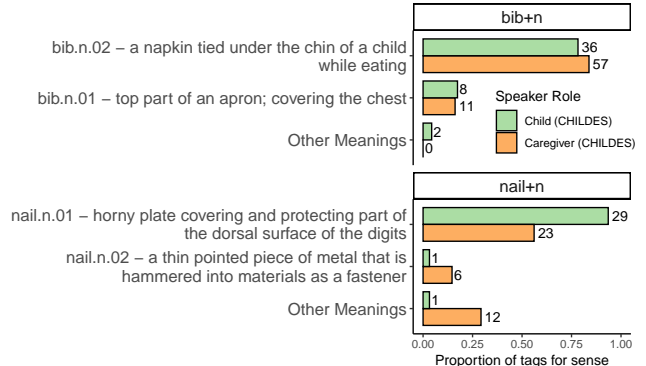 bib+n
bib.n.02 – a napkin tied under the chin of a child
while eating
36
57
bib.n.01 – top part of an apron; covering the chest
8
11
Other Meanings
2
0
Speaker Role
Child (CHILDES)
Caregiver (CHILDES)
nail+n
nail.n.01 – horny plate covering and protecting part of
the dorsal surface of the digits
29
23
nail.n.02 – a thin pointed piece of metal that is
hammered into materials as a fastener
1
6
Other Meanings
1
12
0.00 0.25 0.50 0.75 1.00
Proportion of tags for sense